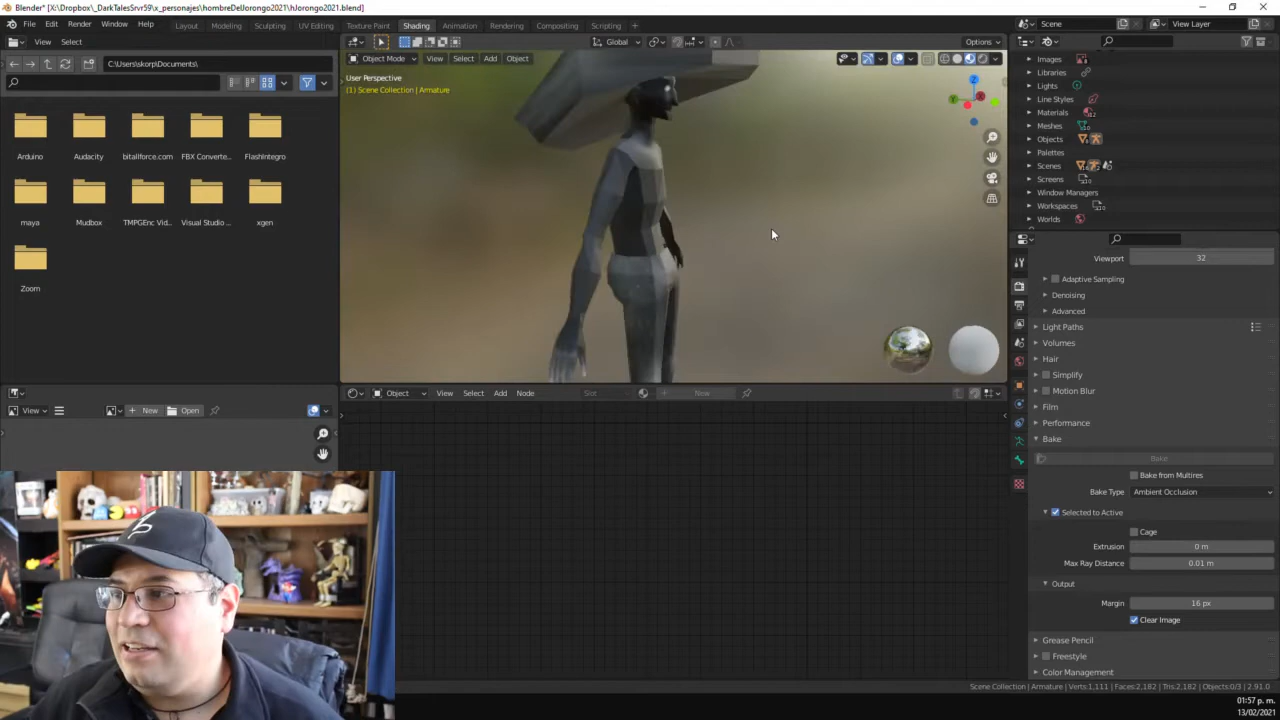 Blender* [X:\Dropbox\_DarkTalesSrvr59\x_personajes\hombreDelJorongo2021\hJorongo2021.blend]
File Edit Render Window Help Layout Modeling Sculpting UV Editing Texture Paint Shading Animation Rendering Compositing Scripting Scene View Layer
View Select
Global
Options
C:\Users\skorp\Documents\
Object Mode View Select Add Object
User Perspective
(1) Scene Collection | Armature
Z
Y
X
Arduino Audacity bitallforce.com FBX Converte... FlashIntegro
maya Mudbox TMPGEnc Vid... Visual Studio ... xgen
Zoom
Images
Libraries
Lights
Line Styles
Materials
Meshes
Objects
Palettes
Scenes
Screens
Window Managers
Workspaces
Worlds
Viewport 32
Adaptive Sampling
Denoising
Advanced
Light Paths
Volumes
Hair
Simplify
Motion Blur
Film
Performance
Bake
Bake
Bake from Multires
Bake Type Ambient Occlusion
Selected to Active
Cage
Extrusion 0 m
Max Ray Distance 0.01 m
Output
Margin 16 px
Clear Image
Grease Pencil
Freestyle
Color Management
View New Open
Object View Select Add Node Slot New
Scene Collection | Armature | Verts:1,111 | Faces:2,182 | Tris:2,182 | Objects:0/3 | 2.91.0
01:57 p. m.
13/02/2021